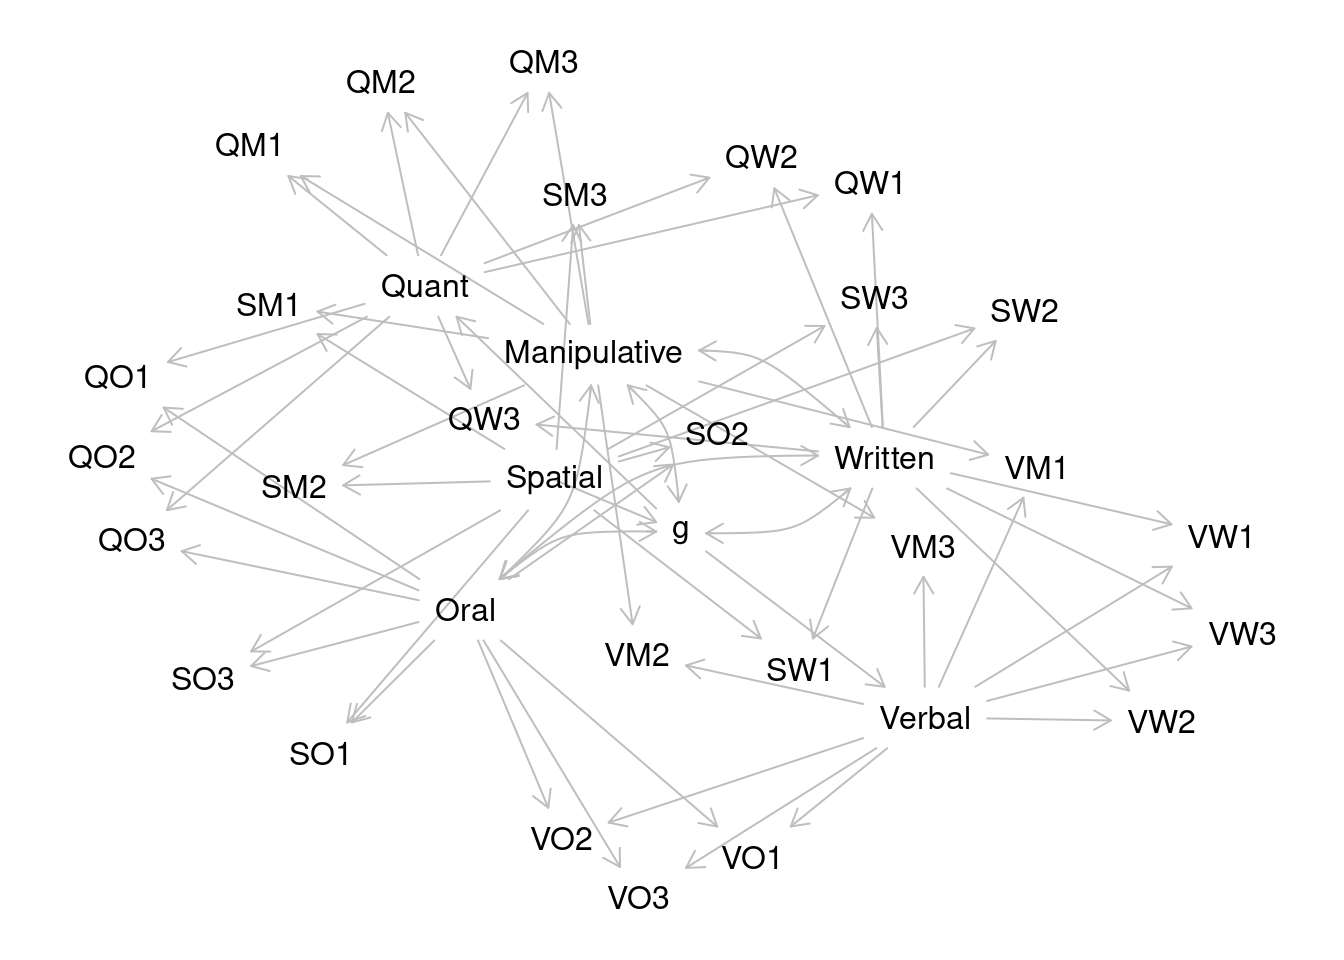 QM3
QM2
QM1
QW2
QW1
SM3
Quant
SW3
SM1
SW2
Manipulative
QO1
QW3
SO2
QO2
Written
VM1
Spatial
SM2
g
VW1
QO3
VM3
Oral
VW3
VM2
SW1
SO3
Verbal
VW2
SO1
VO2
VO1
VO3